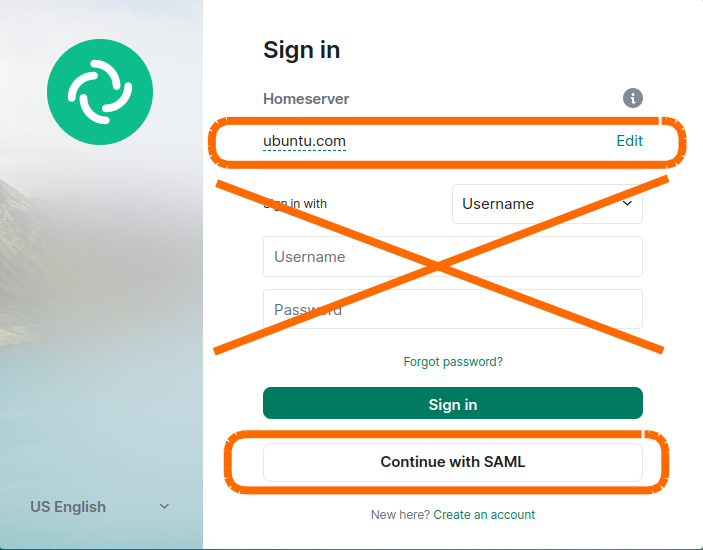 Sign in
Homeserver
ubuntu.com Edit
Sign in with Username
Username
Password
Forgot password?
Sign in
Continue with SAML
US English
New here? Create an account